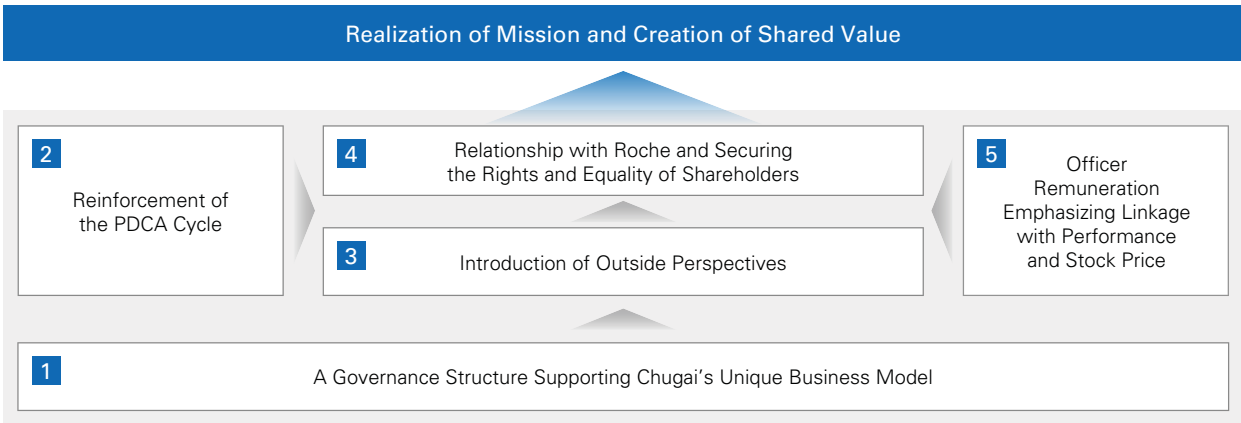 Realization of Mission and Creation of Shared Value
2
Reinforcement of
the PDCA Cycle
4
Relationship with Roche and Securing
the Rights and Equality of Shareholders
3
Introduction of Outside Perspectives
5
Officer
Remuneration
Emphasizing Linkage
with Performance
and Stock Price
1
A Governance Structure Supporting Chugai’s Unique Business Model